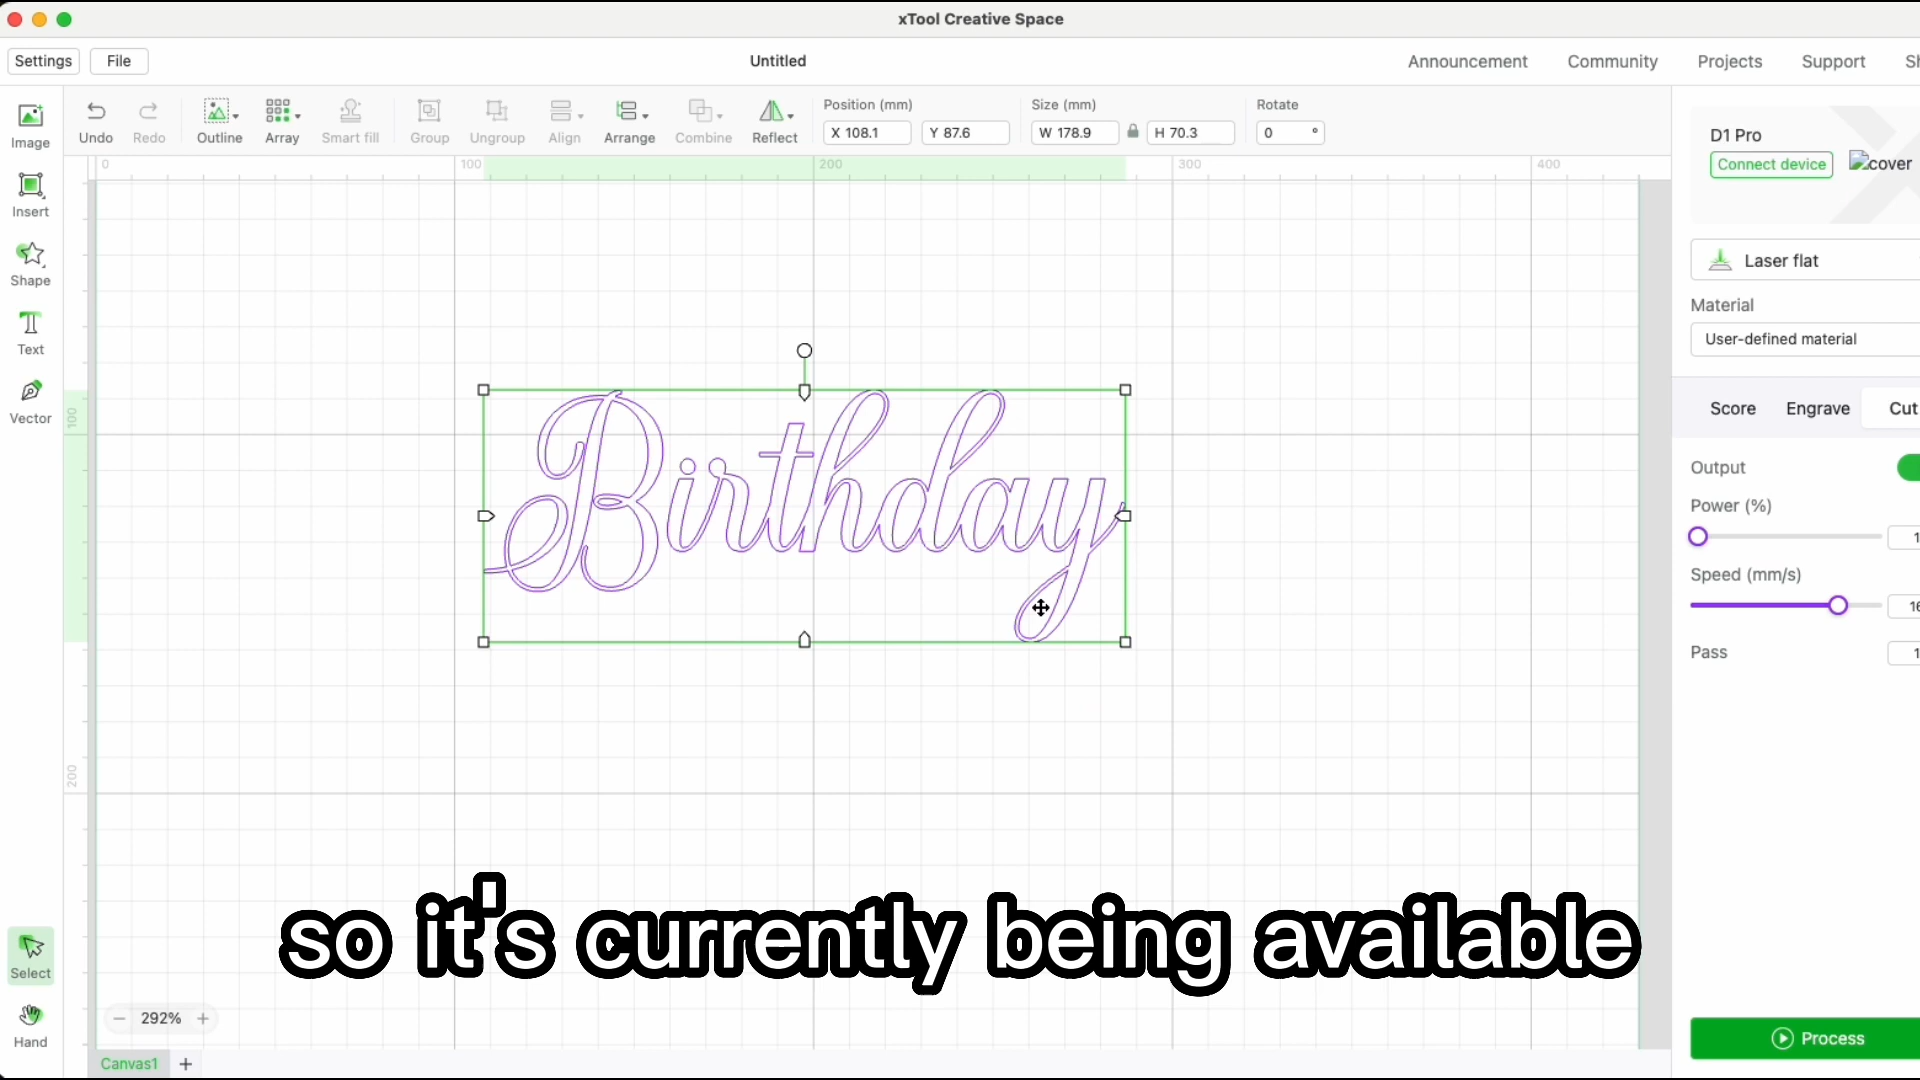 xTool Creative Space
Settings
File
Untitled
Announcement
Community
Projects
Support
Sh
Image
Insert
Shape
Text
Vector
Select
Hand
Undo
Redo
Outline
Array
Smart fill
Group
Ungroup
Align
Arrange
Combine
Reflect
Position (mm)
X 108.1
Y 87.6
Size (mm)
W 178.9
H 70.3
Rotate
0 °
0
100
200
300
400
100
200
Birthday
D1 Pro
Connect device
cover
Laser flat
Material
User-defined material
Score
Engrave
Cut
Output
Power (%)
1
Speed (mm/s)
16
Pass
1
so it's currently being available
292%
Canvas1
Process